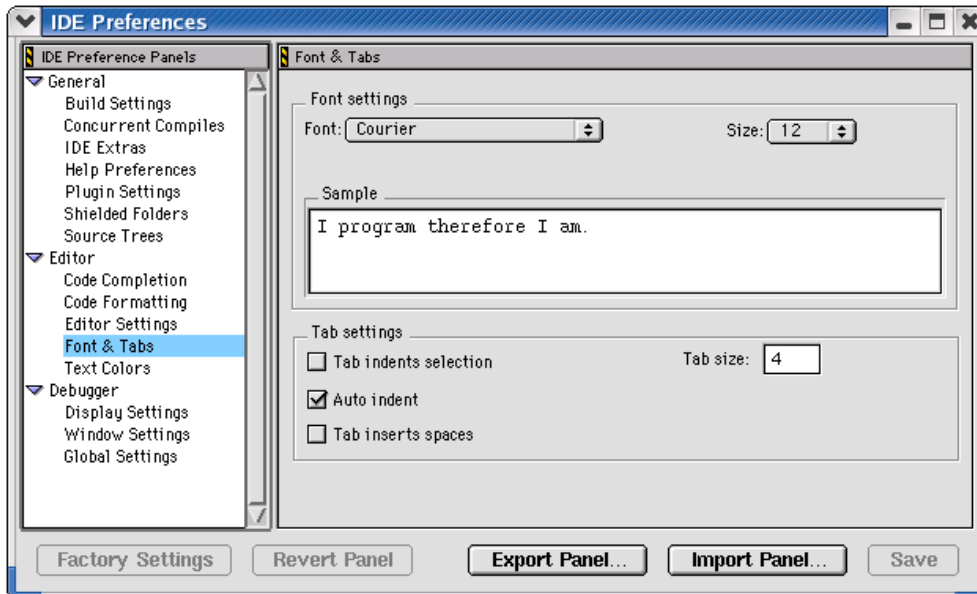 IDE Preferences
IDE Preference Panels
General
Build Settings
Concurrent Compiles
IDE Extras
Help Preferences
Plugin Settings
Shielded Folders
Source Trees
Editor
Code Completion
Code Formatting
Editor Settings
Font & Tabs
Text Colors
Debugger
Display Settings
Window Settings
Global Settings
Font & Tabs
Font settings
Font: Courier Size: 12
Sample
I program therefore I am.
Tab settings
Tab indents selection Tab size: 4
Auto indent
Tab inserts spaces
Factory Settings Revert Panel Export Panel... Import Panel... Save